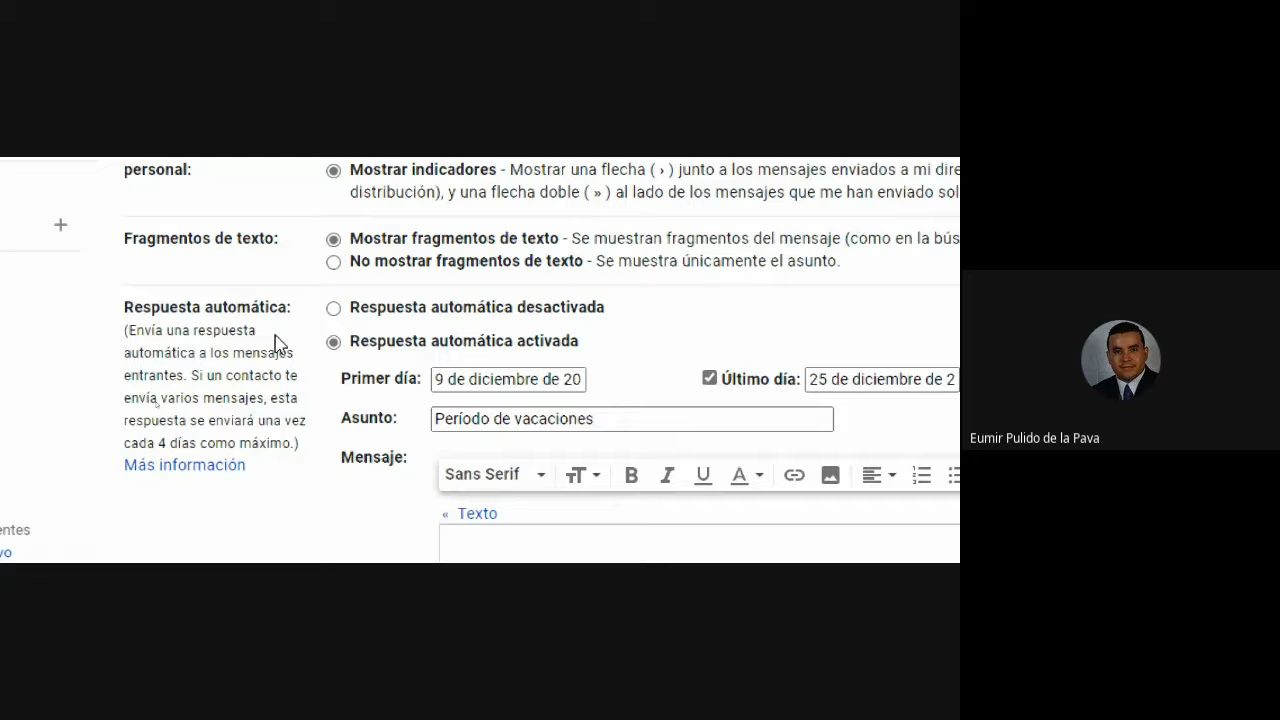 personal:
Mostrar indicadores - Mostrar una flecha ( › ) junto a los mensajes enviados a mi dire
distribución), y una flecha doble ( » ) al lado de los mensajes que me han enviado sol
Fragmentos de texto:
Mostrar fragmentos de texto - Se muestran fragmentos del mensaje (como en la bús
No mostrar fragmentos de texto - Se muestra únicamente el asunto.
Respuesta automática:
(Envía una respuesta
automática a los mensajes
entrantes. Si un contacto te
envía varios mensajes, esta
respuesta se enviará una vez
cada 4 días como máximo.)
Más información
Respuesta automática desactivada
Respuesta automática activada
Primer día: 9 de diciembre de 20 Último día: 25 de diciembre de 2
Asunto: Período de vacaciones
Mensaje:
Sans Serif
« Texto
entes
vo
Eumir Pulido de la Pava